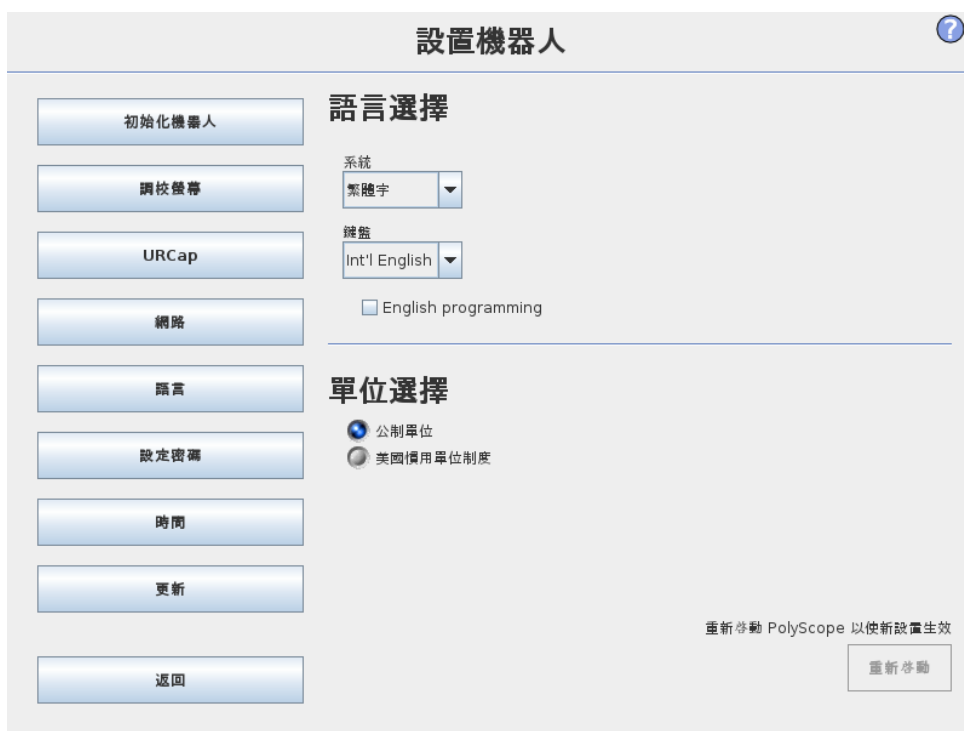 設置機器人
?
初始化機器人
調校螢幕
URCap
網路
語言
設定密碼
時間
更新
返回
語言選擇
系統
繁體字
鍵盤
Int'l English
English programming
單位選擇
公制單位
美國慣用單位制度
重新啓動 PolyScope 以使新設置生效
重新啓動